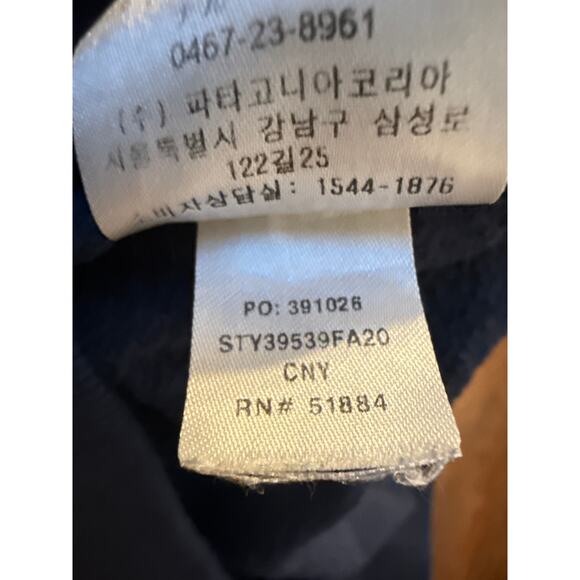 0467-23-8961
(주) 파타고니아코리아
서울특별시 강남구 삼성로
122길25
소비자상담실: 1544-1876
PO: 391026
STY39539FA20
CNY
RN# 51884